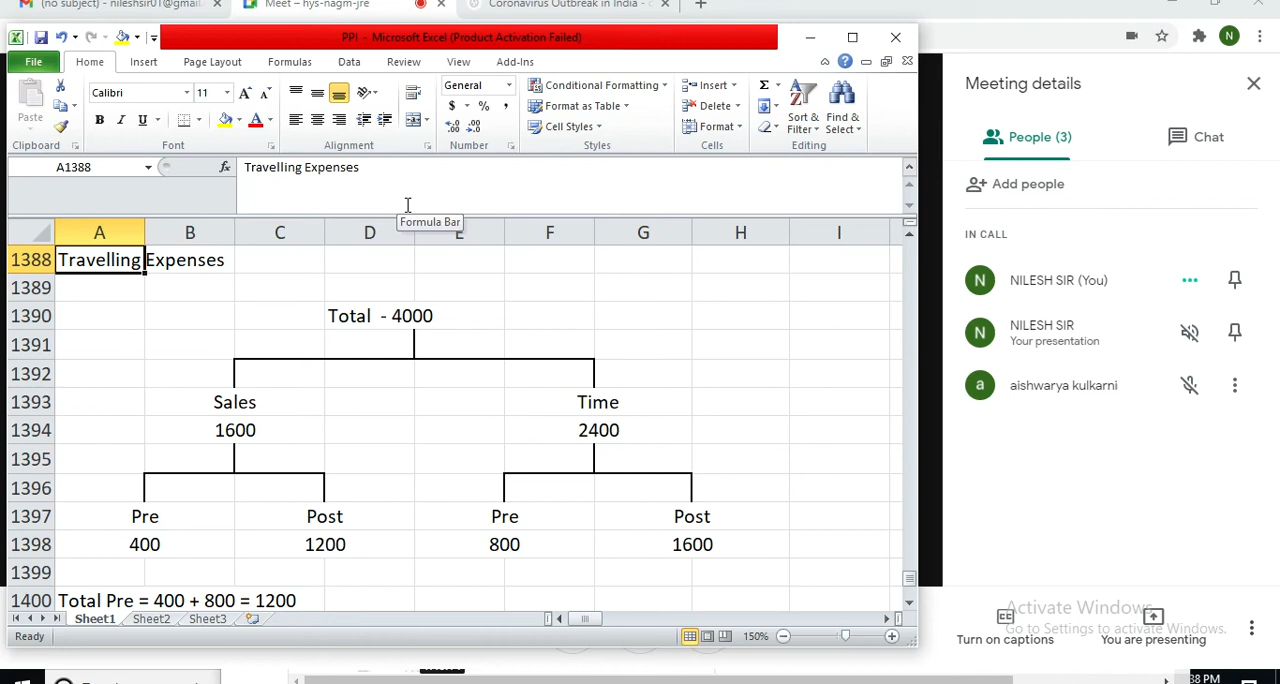 (no subject) - nileshsir01@gmail.
Meet – hys-nagm-jre
Coronavirus Outbreak in India -
PPI - Microsoft Excel (Product Activation Failed)
N
File Home Insert Page Layout Formulas Data Review View Add-Ins
Paste
Calibri 11
B I U
General
$ % ,
Conditional Formatting
Format as Table
Cell Styles
Insert
Delete
Format
Σ
Sort & Filter
Find & Select
Clipboard Font Alignment Number Styles Cells Editing
A1388 fx Travelling Expenses
Formula Bar
A B C D E F G H I
1388 Travelling Expenses
1389
1390 Total - 4000
1391
1392
1393 Sales Time
1394 1600 2400
1395
1396
1397 Pre Post Pre Post
1398 400 1200 800 1600
1399
1400 Total Pre = 400 + 800 = 1200
Sheet1 Sheet2 Sheet3
Ready 150%
Meeting details
People (3) Chat
Add people
IN CALL
N NILESH SIR (You)
N NILESH SIR
Your presentation
a aishwarya kulkarni
Activate Windows
Go to Settings to activate Windows.
Turn on captions
You are presenting
38 PM